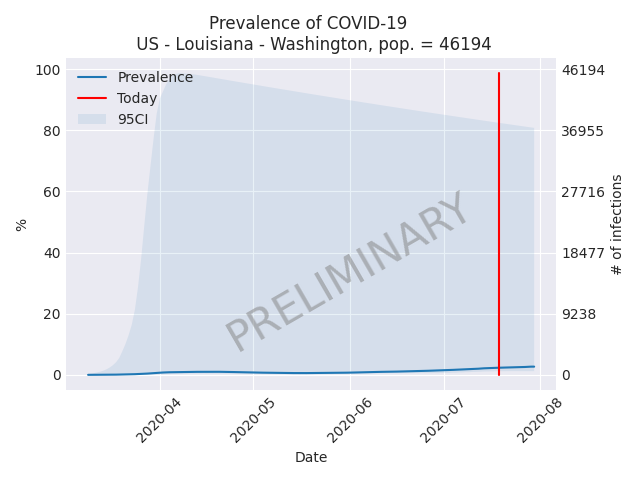 Prevalence of COVID-19
US - Louisiana - Washington, pop. = 46194
Prevalence
Today
95CI
100
80
60
40
20
0
%
46194
36955
27716
18477
9238
0
# of infections
PRELIMINARY
2020-04
2020-05
2020-06
2020-07
2020-08
Date